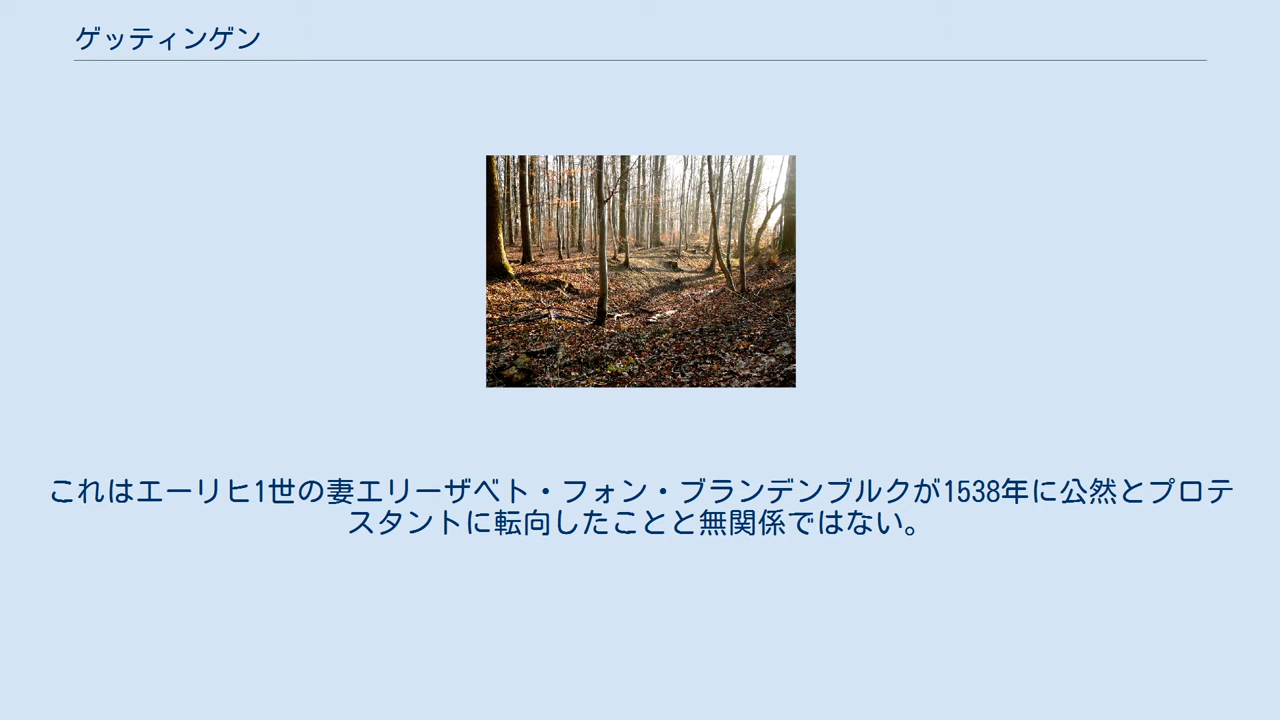 ゲッティンゲン
これはエーリヒ1世の妻エリーザベト・フォン・ブランデンブルクが1538年に公然とプロテ
スタントに転向したことと無関係ではない。